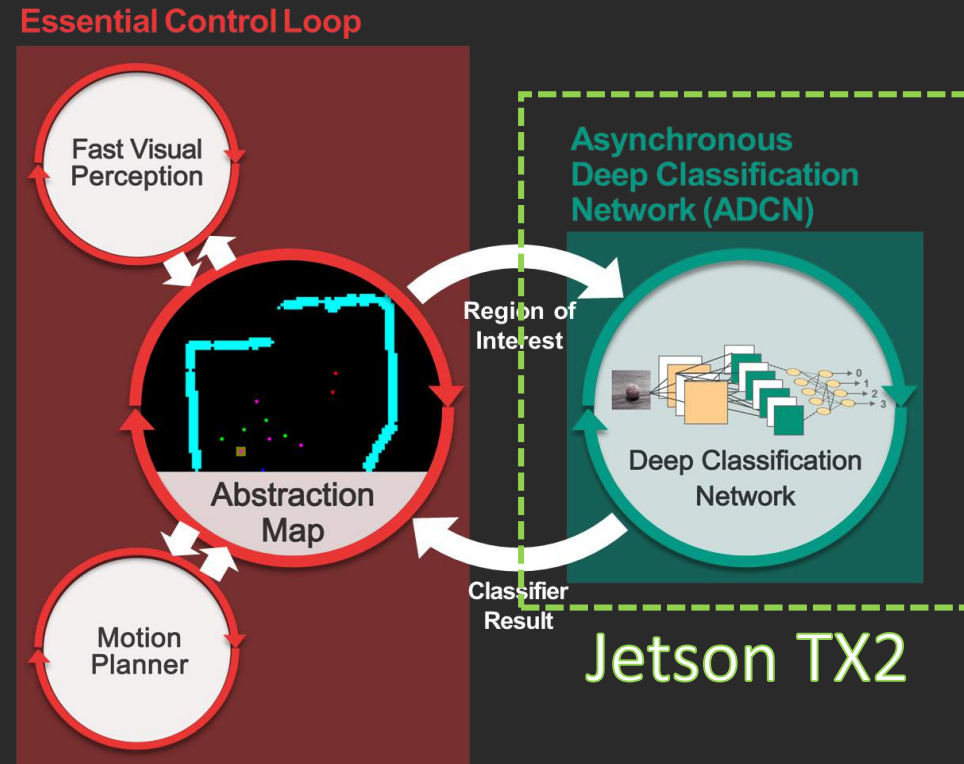 Essential Control Loop
Fast Visual
Perception
Asynchronous
Deep Classification
Network (ADCN)
Region of
Interest
0
1
2
3
Deep Classification
Network
Abstraction
Map
Classifier
Result
Motion
Planner
Jetson TX2